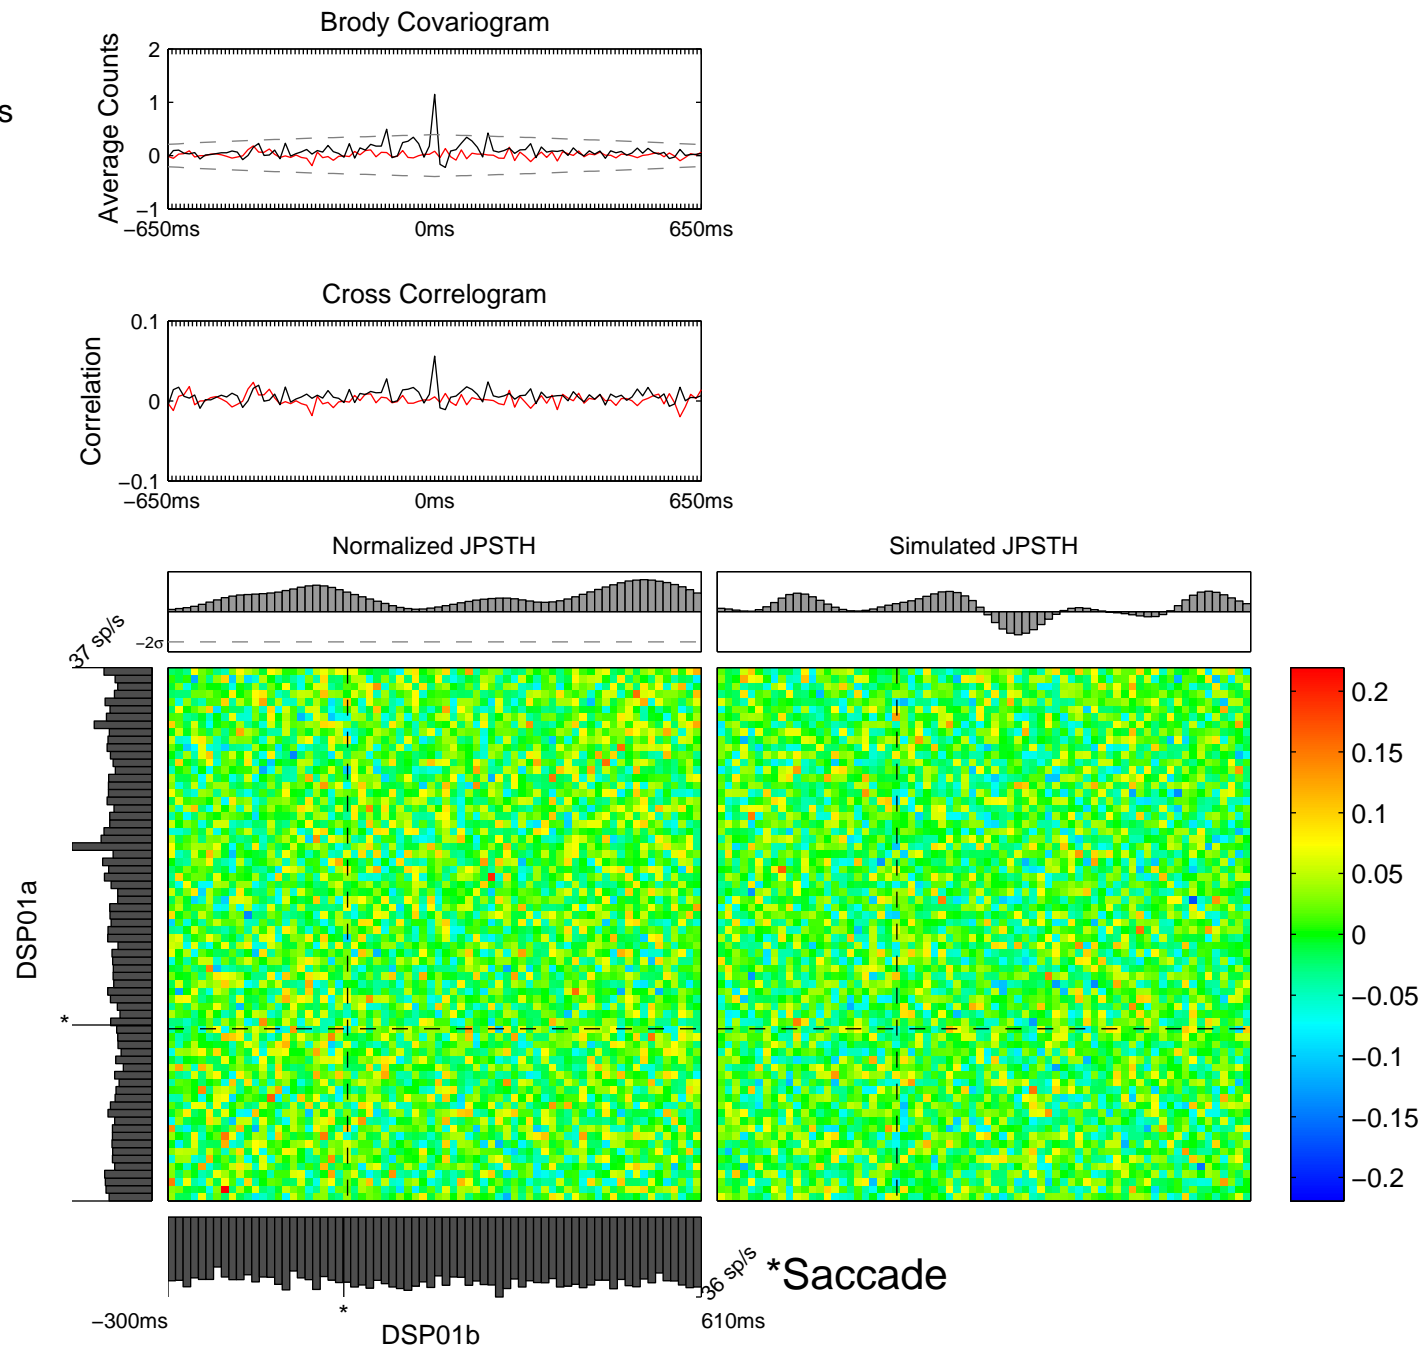 Brody Covariogram
s
Average Counts
2
1
0
−1
−650ms
0ms
650ms
Cross Correlogram
Correlation
0.1
0
−0.1
−650ms
0ms
650ms
Normalized JPSTH
Simulated JPSTH
−2σ
37 sp/s
DSP01a
*
0.2
0.15
0.1
0.05
0
−0.05
−0.1
−0.15
−0.2
36 sp/s
*Saccade
*
−300ms
610ms
DSP01b